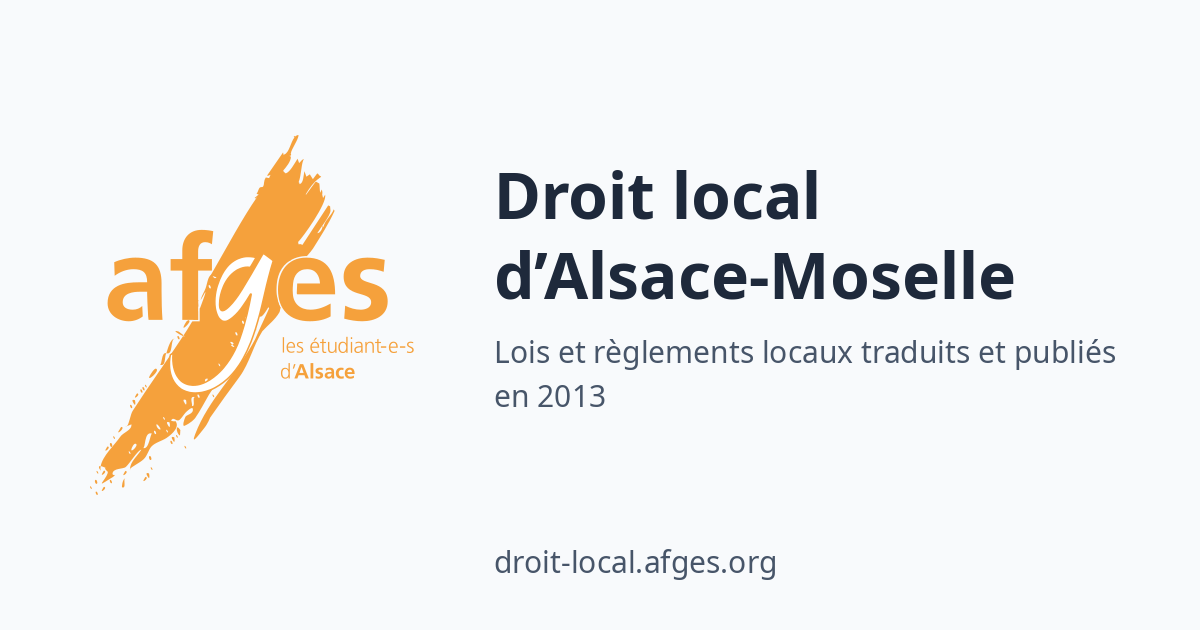 afges
les étudiant-e-s
d’Alsace
Droit local
d’Alsace-Moselle
Lois et règlements locaux traduits et publiés
en 2013
droit-local.afges.org